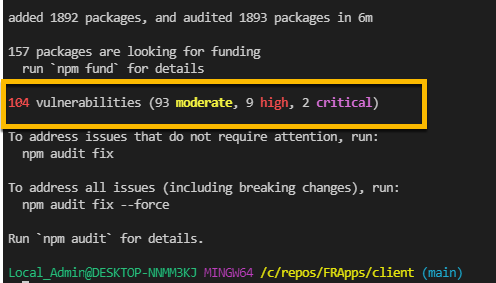 added 1892 packages, and audited 1893 packages in 6m
157 packages are looking for funding
run `npm fund` for details
104 vulnerabilities (93 moderate, 9 high, 2 critical)
To address issues that do not require attention, run:
npm audit fix
To address all issues (including breaking changes), run:
npm audit fix --force
Run `npm audit` for details.
Local_Admin@DESKTOP-NNMM3KJ MINGW64 /c/repos/FRApps/client (main)